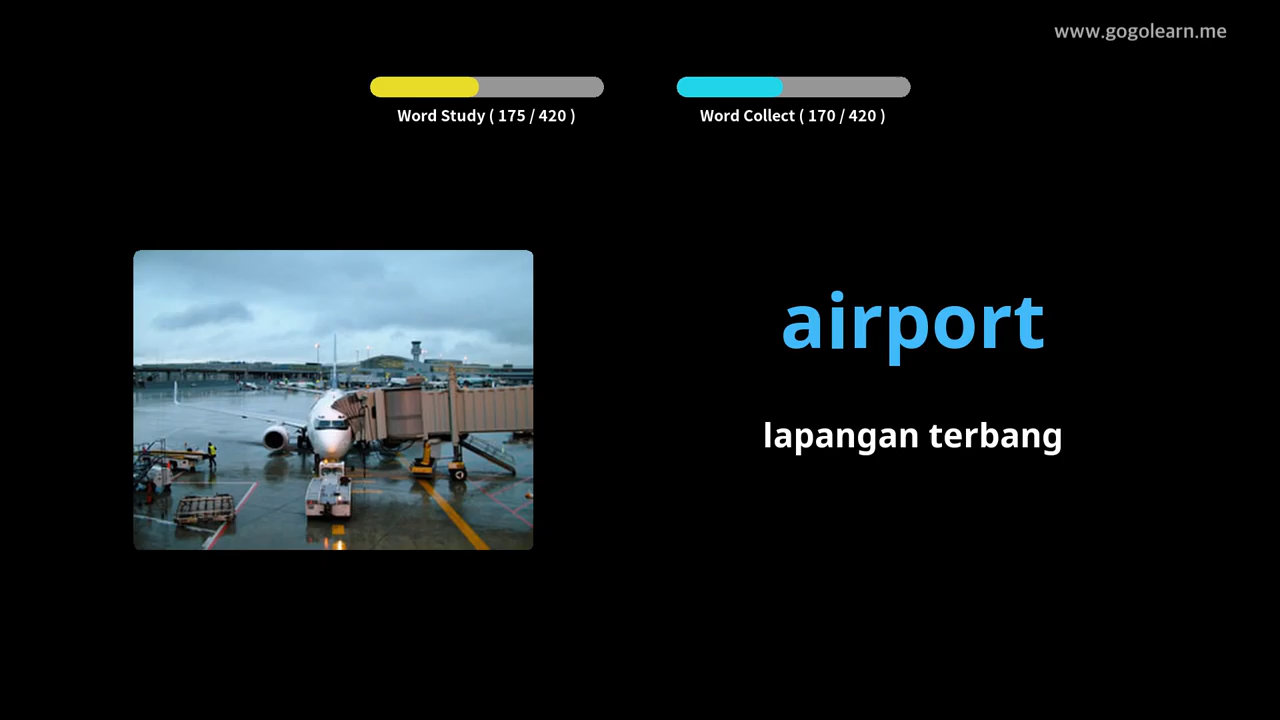 www.gogolearn.me
Word Study ( 175 / 420 )
Word Collect ( 170 / 420 )
airport
lapangan terbang